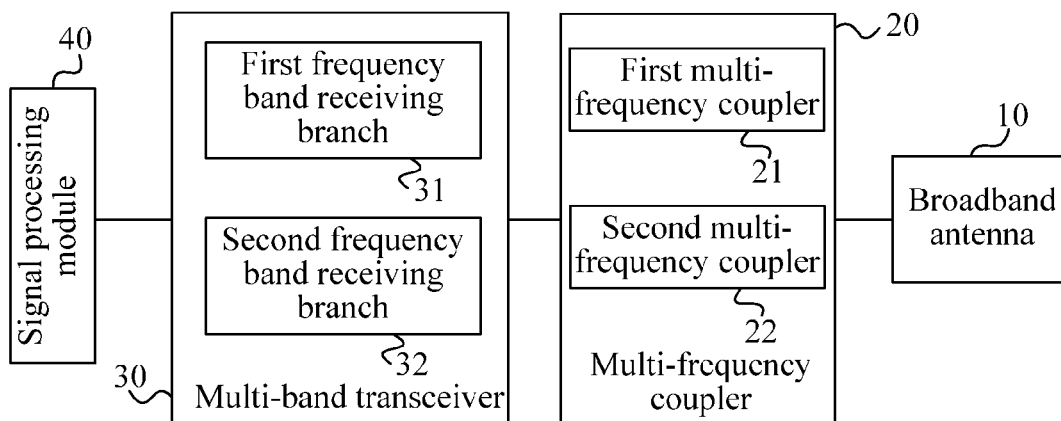 40
Signal processing
module
First frequency
band receiving
branch
31
Second frequency
band receiving
branch
32
30
Multi-band transceiver
20
First multi-
frequency coupler
21
Second multi-
frequency coupler
22
Multi-frequency
coupler
10
Broadband
antenna